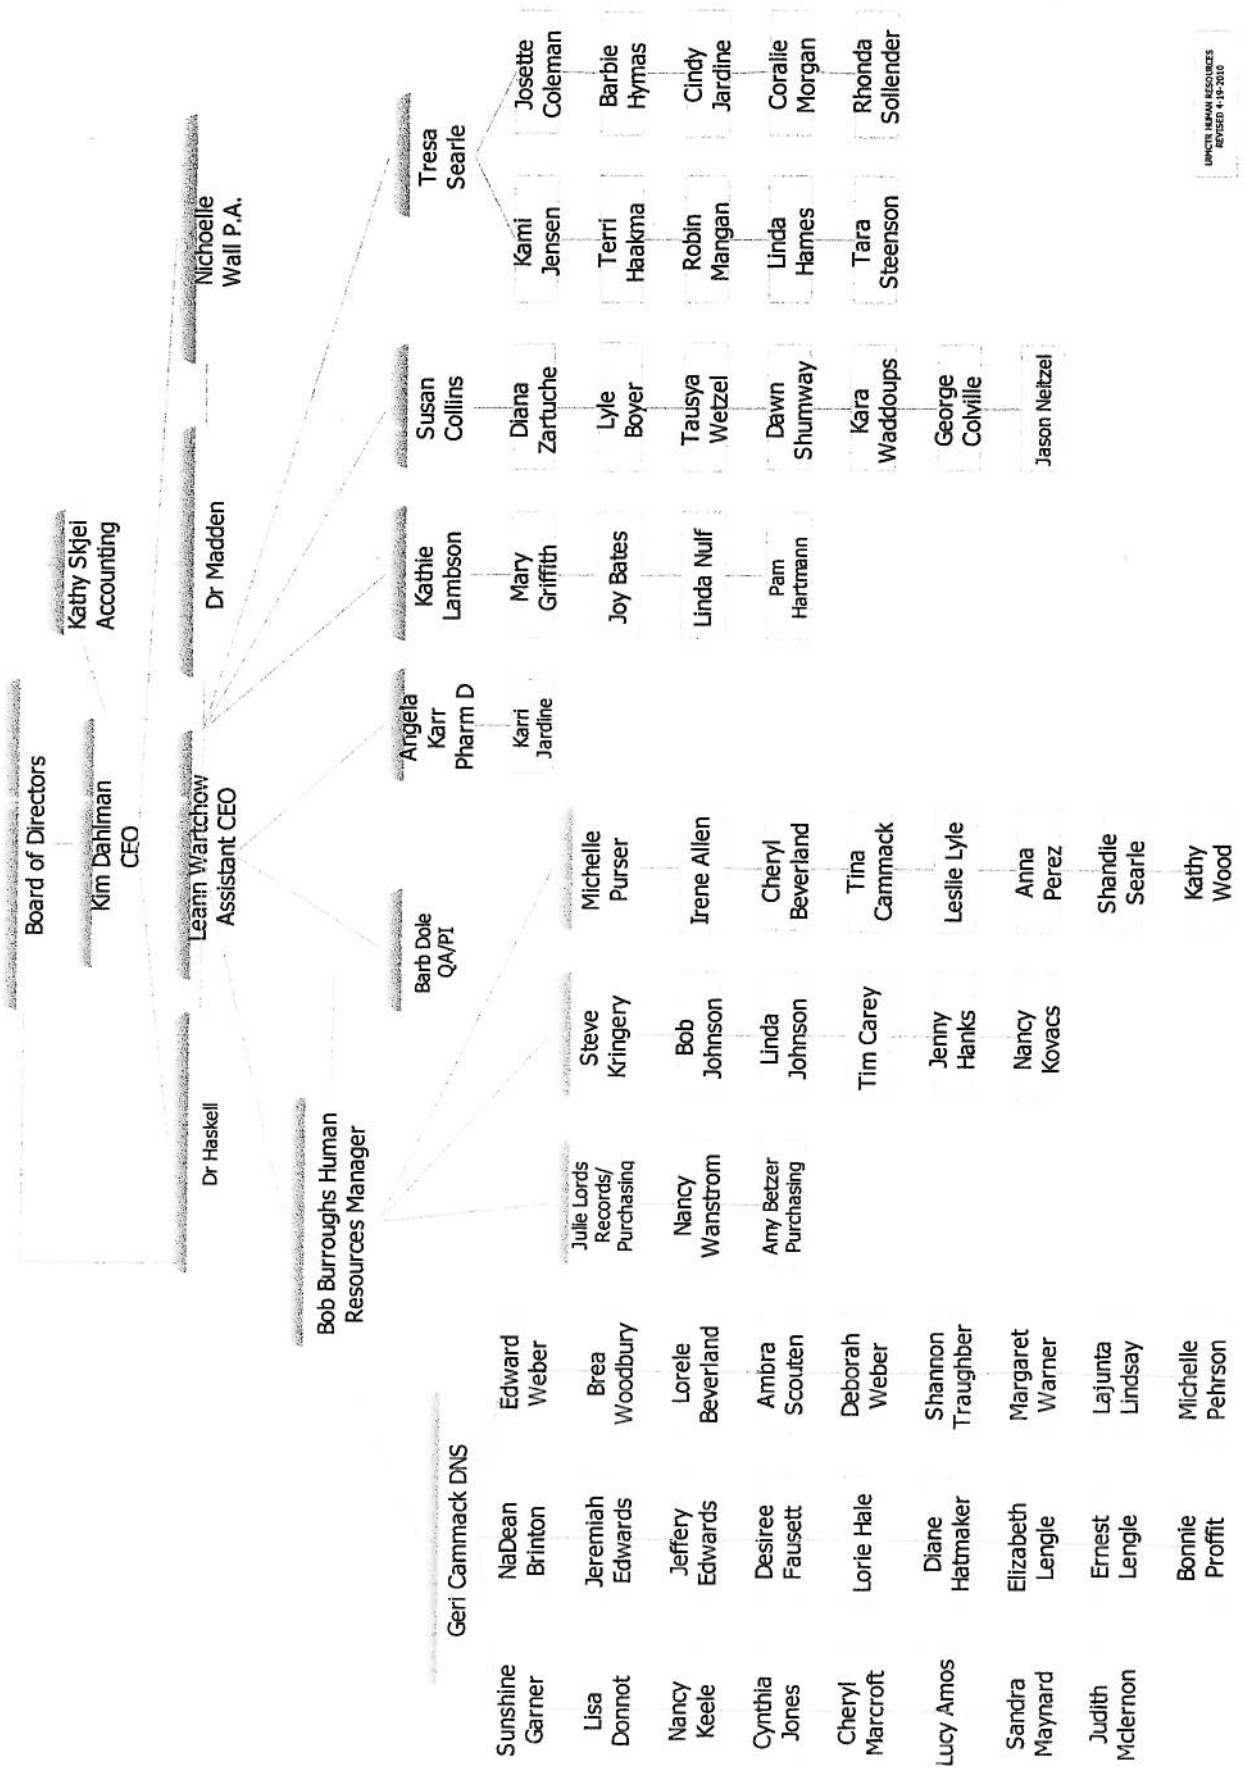 Board of Directors
Kathy Skjei
Accounting
Kim Dahlman
CEO
Dr Haskell
Leann Wartchow
Assistant CEO
Dr Madden
Nichoelle
Wall P.A.
Bob Burroughs Human
Resources Manager
Barb Dole
QA/PI
Angela
Karr
Pharm D
Kathie
Lambson
Susan
Collins
Tresa
Searle
Geri Cammack DNS
Sunshine
Garner
Lisa
Donnot
Nancy
Keele
Cynthia
Jones
Cheryl
Marcroft
Lucy Amos
Sandra
Maynard
Judith
Mclernon
NaDean
Brinton
Jeremiah
Edwards
Jeffery
Edwards
Desiree
Fausett
Lorie Hale
Diane
Hatmaker
Elizabeth
Lengle
Ernest
Lengle
Bonnie
Proffit
Edward
Weber
Brea
Woodbury
Lorele
Beverland
Ambra
Scouten
Deborah
Weber
Shannon
Traughber
Margaret
Warner
Lajunta
Lindsay
Michelle
Pehrson
Julie Lords
Records/
Purchasing
Nancy
Wanstrom
Amy Betzer
Purchasing
Steve
Kringery
Bob
Johnson
Linda
Johnson
Tim Carey
Jenny
Hanks
Nancy
Kovacs
Michelle
Purser
Irene Allen
Cheryl
Beverland
Tina
Cammack
Leslie Lyle
Anna
Perez
Shandie
Searle
Kathy
Wood
Karri
Jardine
Mary
Griffith
Joy Bates
Linda Nulf
Pam
Hartmann
Diana
Zartuche
Lyle
Boyer
Tausya
Wetzel
Dawn
Shumway
Kara
Waddoups
George
Colville
Jason Neitzel
Kami
Jensen
Terri
Haakma
Robin
Mangan
Linda
Hames
Tara
Steenson
Josette
Coleman
Barbie
Hymas
Cindy
Jardine
Coralie
Morgan
Rhonda
Sollender
HUMAN RESOURCES
REVISED 4-19-2010